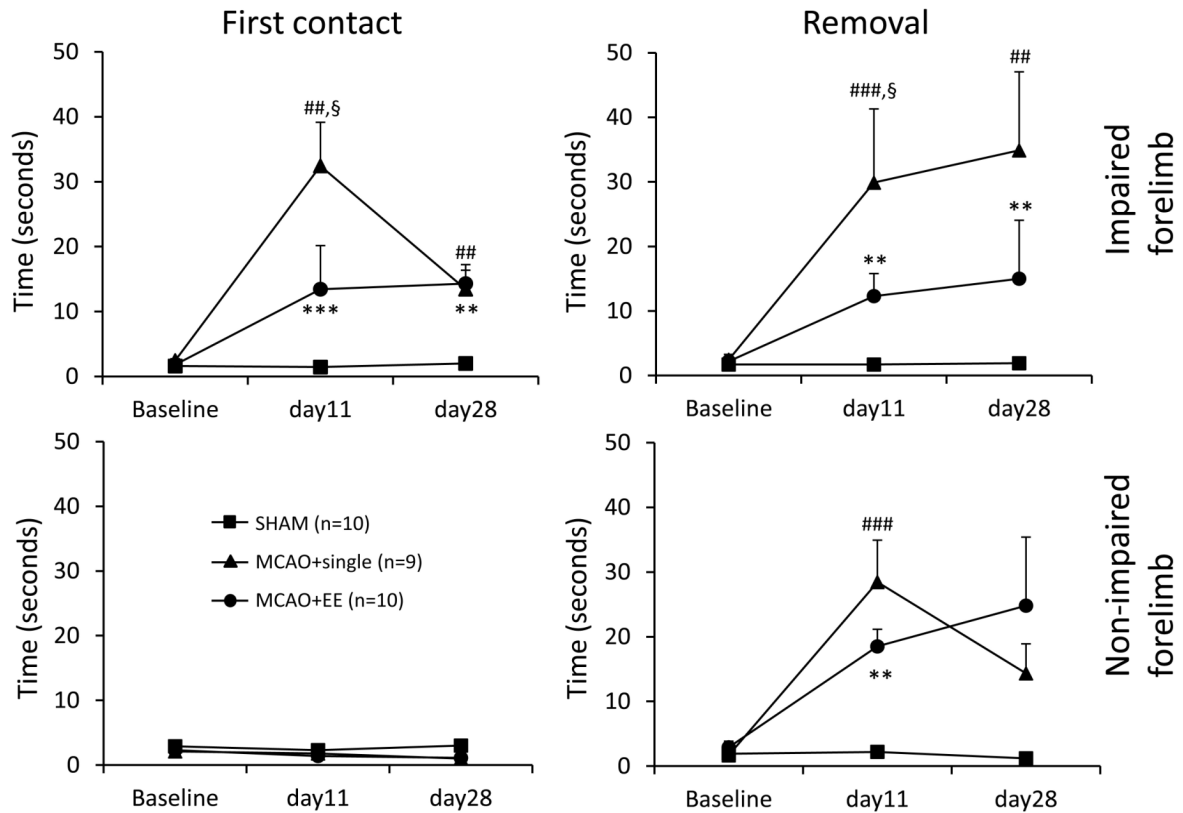 First contact
Removal
50
40
30
20
10
0
Time (seconds)
##,§
***
##
**
Baseline
day11
day28
50
40
30
20
10
0
Time (seconds)
###,§
**
##
**
Baseline
day11
day28
Impaired
forelimb
50
40
30
20
10
0
Time (seconds)
SHAM (n=10)
MCAO+single (n=9)
MCAO+EE (n=10)
Baseline
day11
day28
50
40
30
20
10
0
Time (seconds)
###
**
Baseline
day11
day28
Non-impaired
forelimb